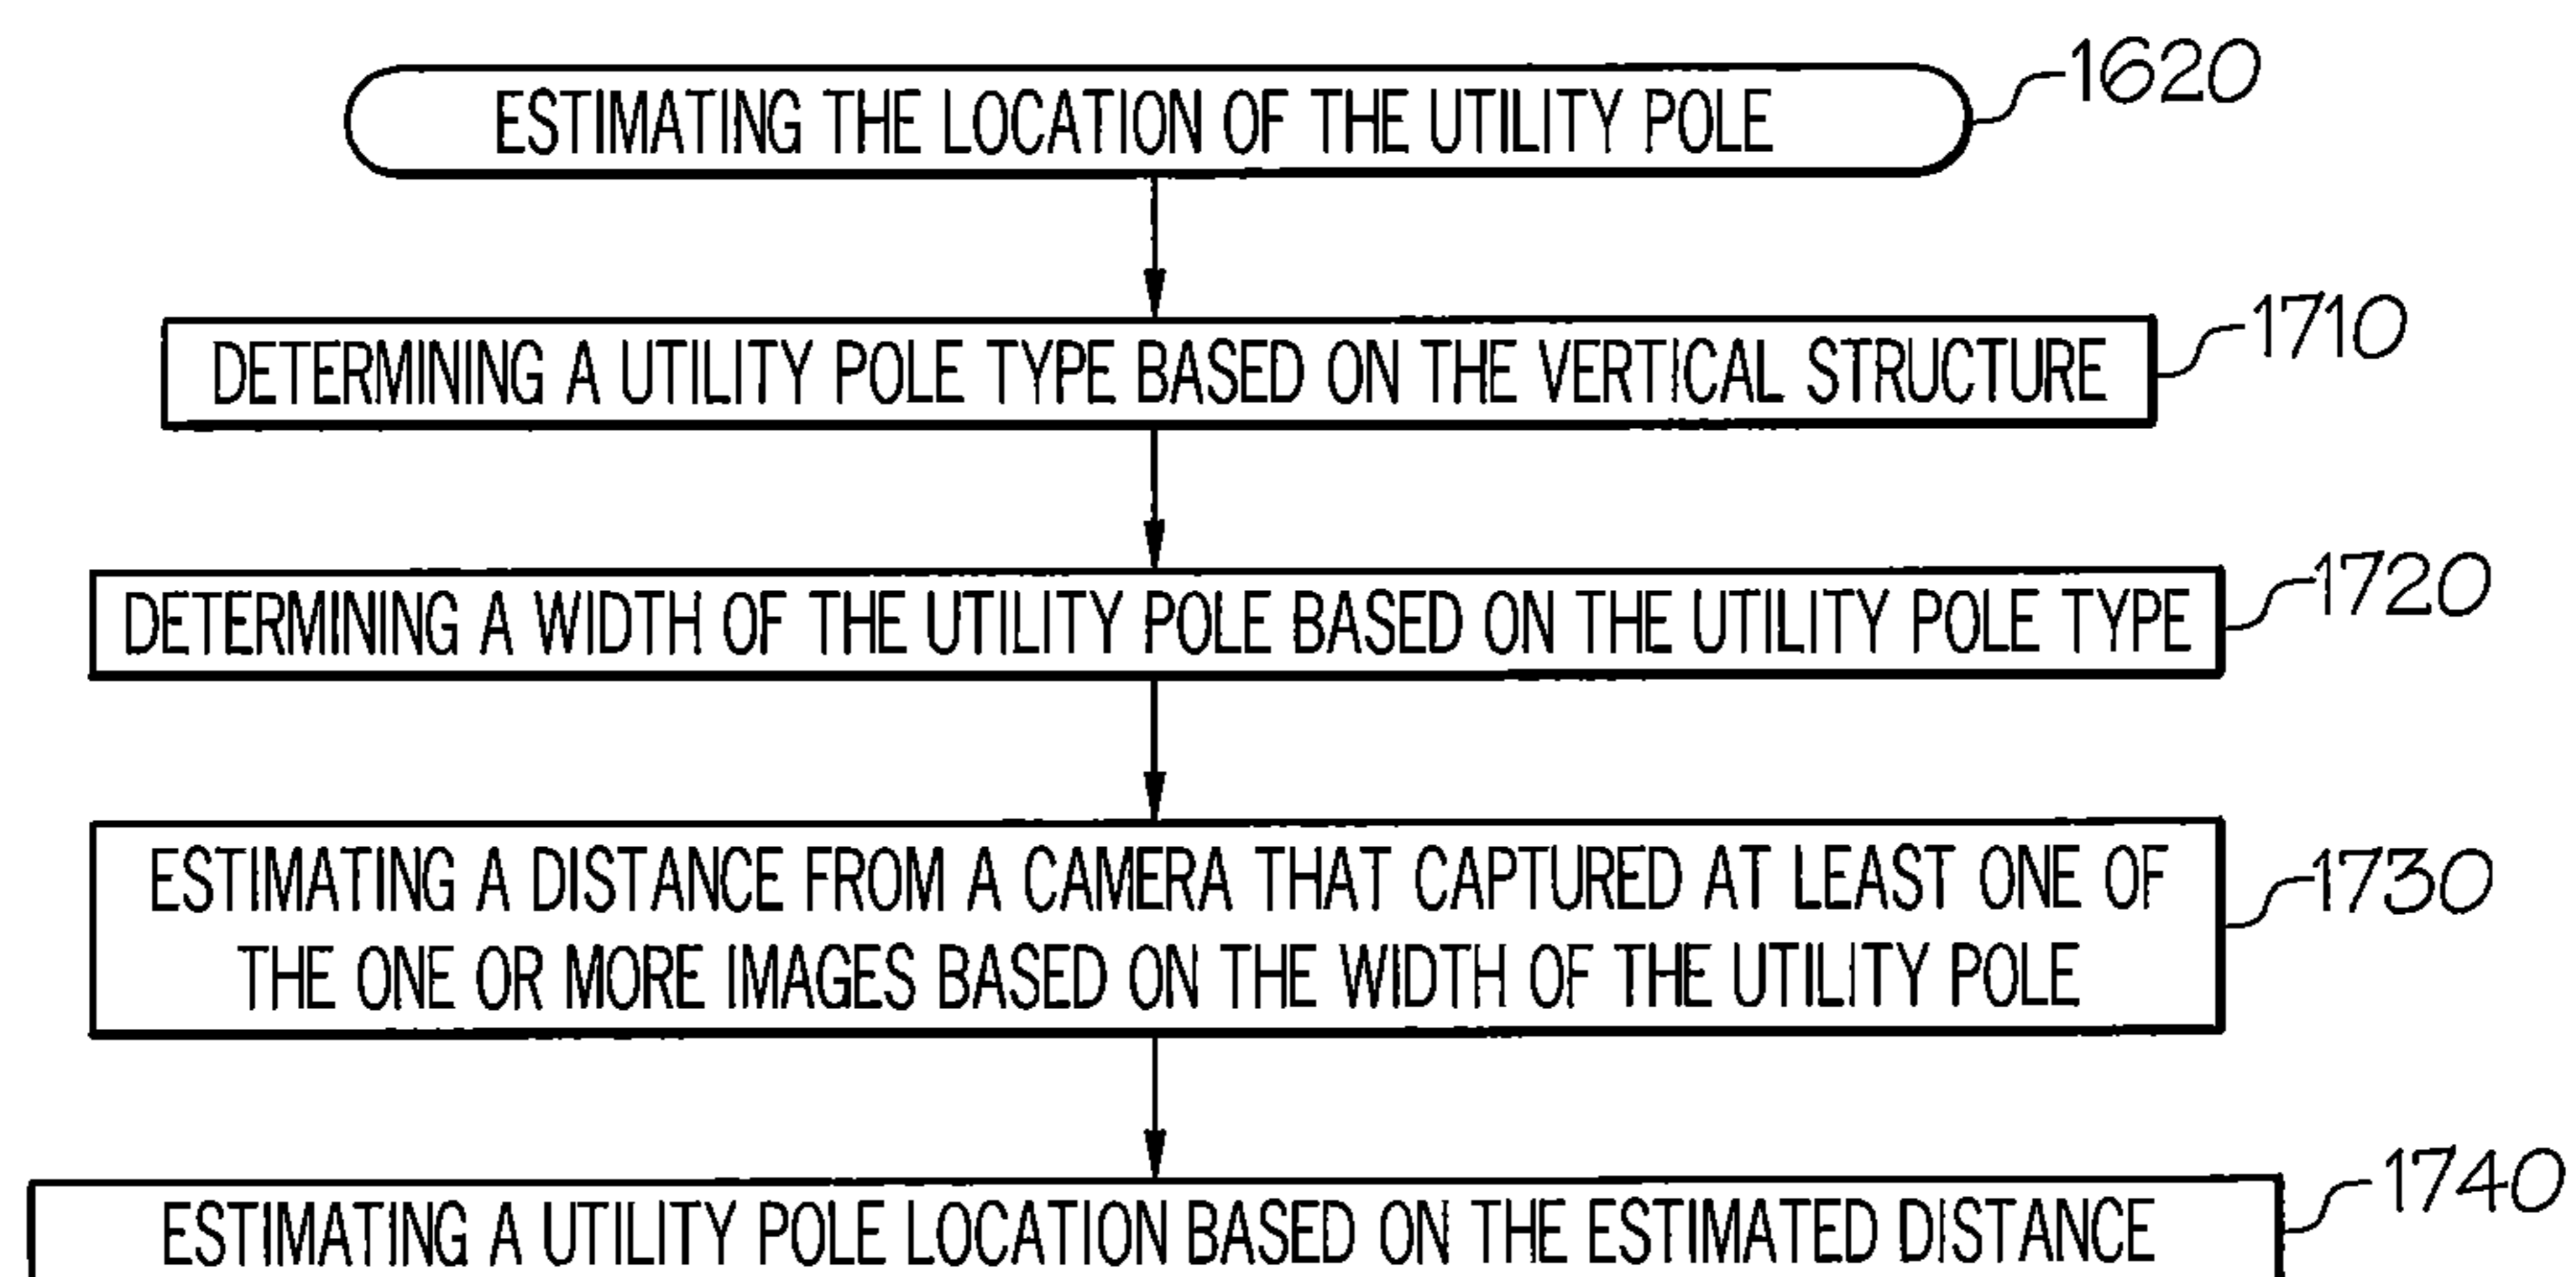 ESTIMATING THE LOCATION OF THE UTILITY POLE
1620
DETERMINING A UTILITY POLE TYPE BASED ON THE VERTICAL STRUCTURE
1710
DETERMINING A WIDTH OF THE UTILITY POLE BASED ON THE UTILITY POLE TYPE
1720
ESTIMATING A DISTANCE FROM A CAMERA THAT CAPTURED AT LEAST ONE OF
THE ONE OR MORE IMAGES BASED ON THE WIDTH OF THE UTILITY POLE
1730
ESTIMATING A UTILITY POLE LOCATION BASED ON THE ESTIMATED DISTANCE
1740